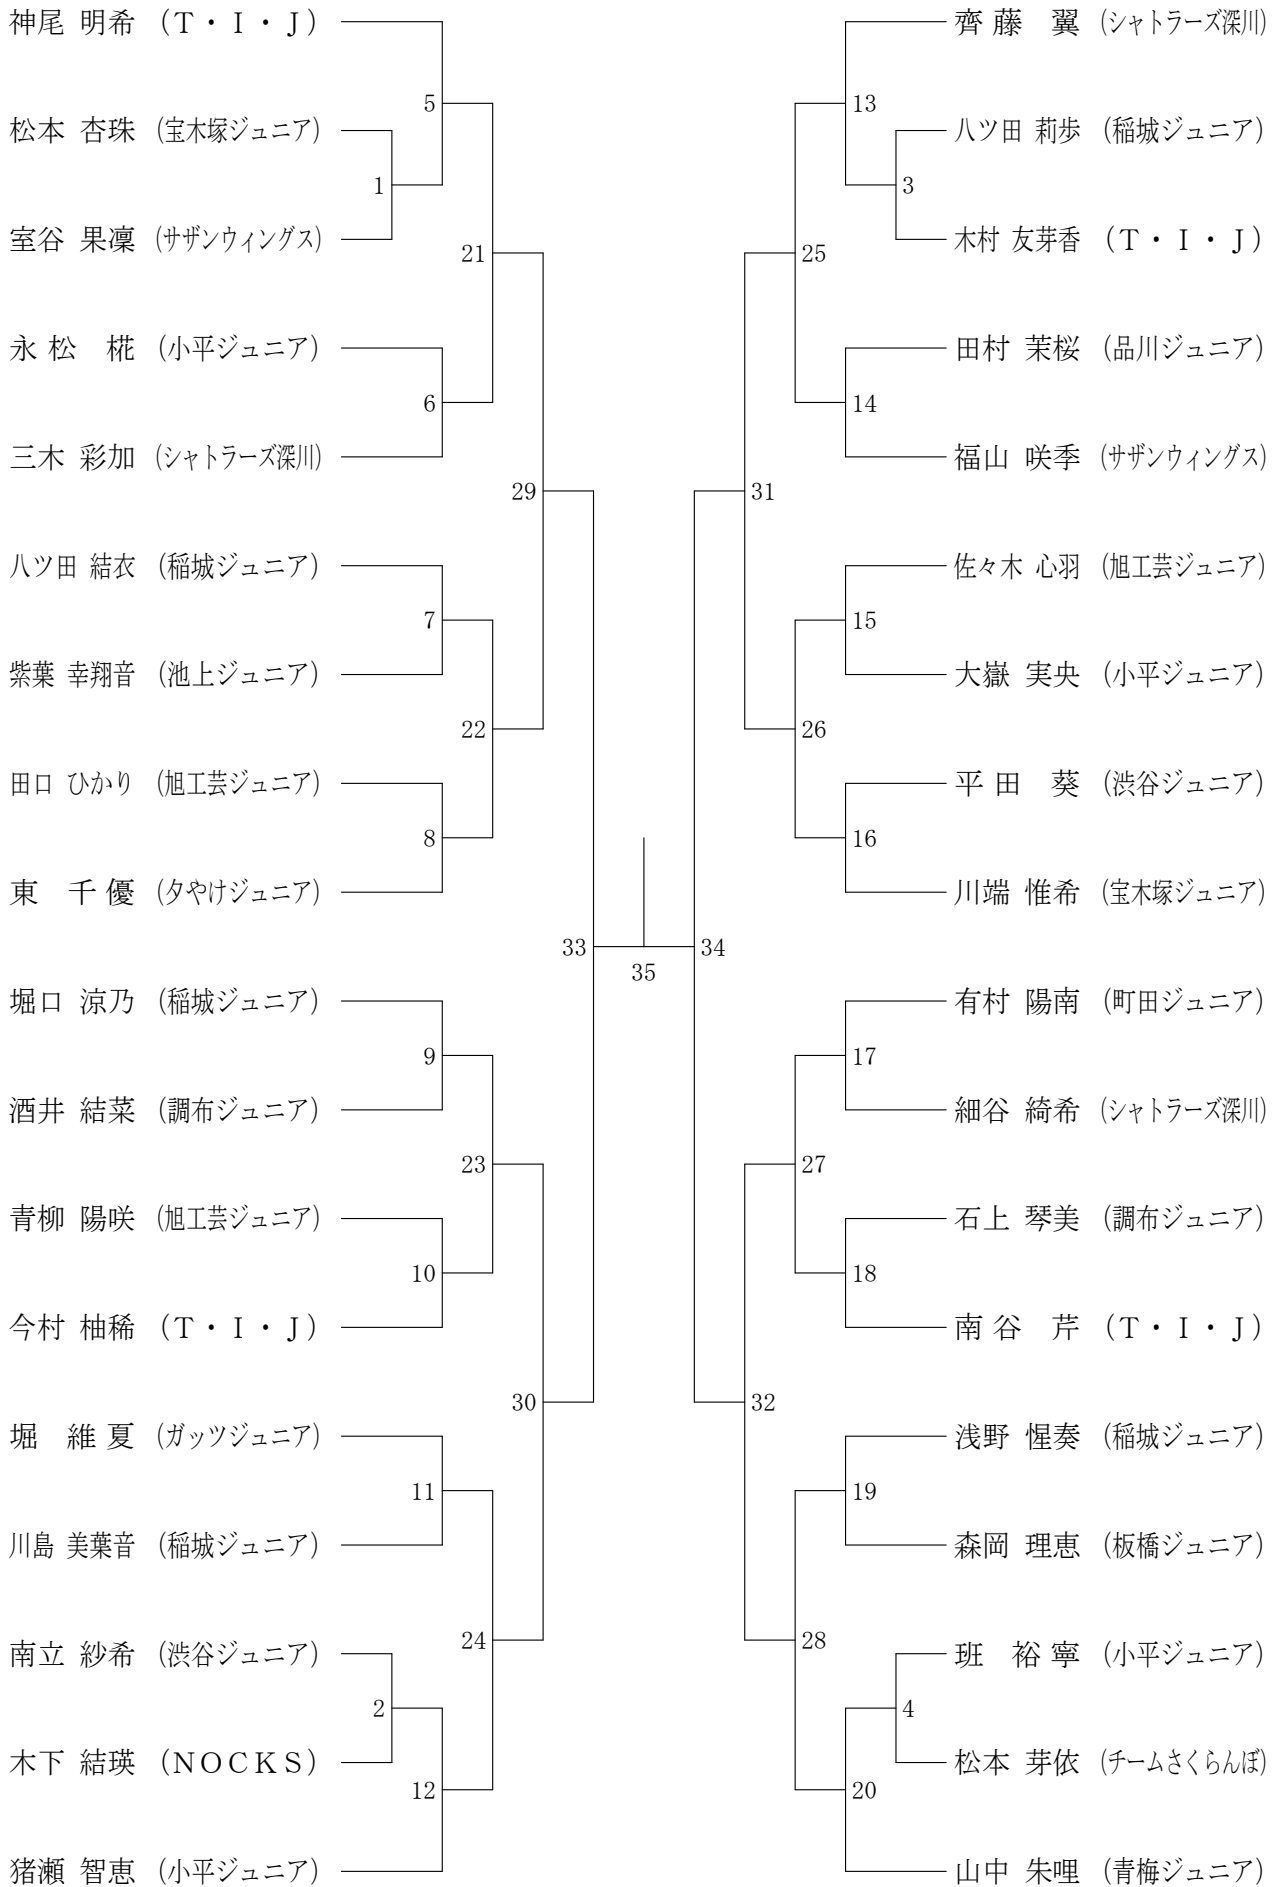 神尾 明希 （Ｔ・Ｉ・Ｊ）
5
松本 杏珠 （宝木塚ジュニア）
1
室谷 果凜 （サザンウィングス）
21
永 松 椛 （小平ジュニア）
6
三木 彩加 （シャトラーズ深川）
29
八ツ田 結衣 （稲城ジュニア）
7
紫葉 幸翔音 （池上ジュニア）
22
田口 ひかり （旭工芸ジュニア）
8
東 千 優 （夕やけジュニア）
33
堀口 涼乃 （稲城ジュニア）
9
酒井 結菜 （調布ジュニア）
23
青柳 陽咲 （旭工芸ジュニア）
10
今村 柚稀 （Ｔ・Ｉ・Ｊ）
30
堀 維 夏 （ガッツジュニア）
11
川島 美葉音 （稲城ジュニア）
24
南立 紗希 （渋谷ジュニア）
2
木下 結瑛 （ＮＯＣＫＳ）
12
猪瀬 智恵 （小平ジュニア）
35
齊 藤 翼 （シャトラーズ深川）
13
八ツ田 莉歩 （稲城ジュニア）
3
木村 友芽香 （Ｔ・Ｉ・Ｊ）
25
田村 茉桜 （品川ジュニア）
14
福山 咲季 （サザンウィングス）
31
佐々木 心羽 （旭工芸ジュニア）
15
大嶽 実央 （小平ジュニア）
26
平 田 葵 （渋谷ジュニア）
16
川端 惟希 （宝木塚ジュニア）
34
有村 陽南 （町田ジュニア）
17
細谷 綺希 （シャトラーズ深川）
27
石上 琴美 （調布ジュニア）
18
南 谷 芹 （Ｔ・Ｉ・Ｊ）
32
浅野 惺奏 （稲城ジュニア）
19
森岡 理恵 （板橋ジュニア）
28
班 裕 寧 （小平ジュニア）
4
松本 芽依 （チームさくらんぼ）
20
山中 朱哩 （青梅ジュニア）